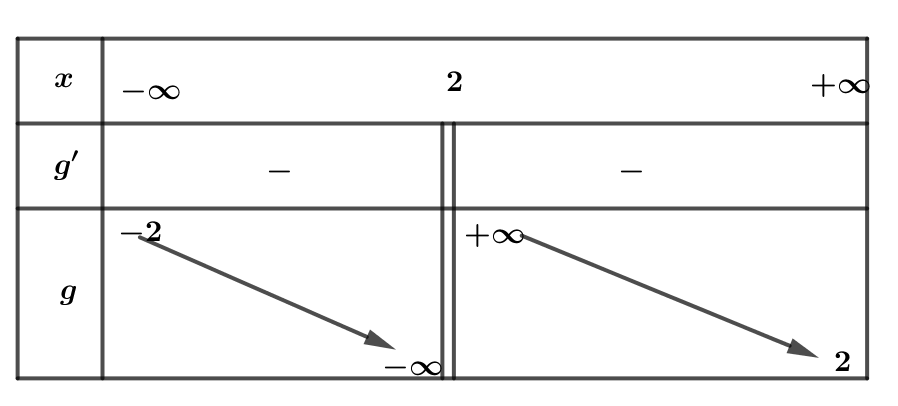 x −∞ 2 +∞
g′ − −
−2 +∞
g
−∞ 2